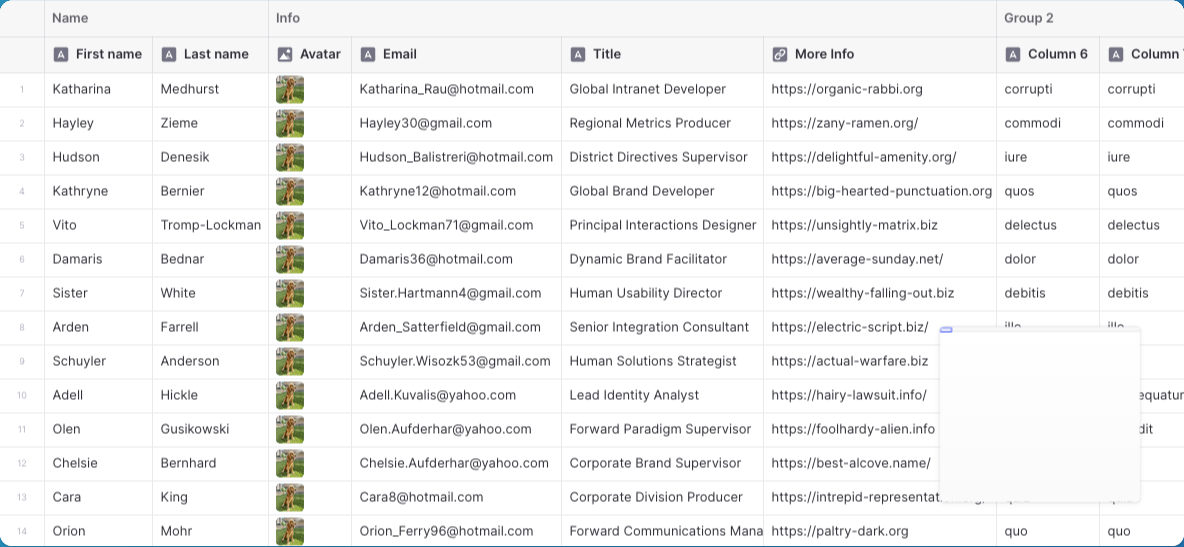 Name Info Group 2
First name Last name Avatar Email Title More Info Column 6 Column
1 Katharina Medhurst Katharina_Rau@hotmail.com Global Intranet Developer https://organic-rabbi.org corrupti corrupti
2 Hayley Zieme Hayley30@gmail.com Regional Metrics Producer https://zany-ramen.org/ commodi commodi
3 Hudson Denesik Hudson_Balistreri@hotmail.com District Directives Supervisor https://delightful-amenity.org/ iure iure
4 Kathryne Bernier Kathryne12@hotmail.com Global Brand Developer https://big-hearted-punctuation.org quos quos
5 Vito Tromp-Lockman Vito_Lockman71@gmail.com Principal Interactions Designer https://unsightly-matrix.biz delectus delectus
6 Damaris Bednar Damaris36@hotmail.com Dynamic Brand Facilitator https://average-sunday.net/ dolor dolor
7 Sister White Sister.Hartmann4@gmail.com Human Usability Director https://wealthy-falling-out.biz debitis debitis
8 Arden Farrell Arden_Satterfield@gmail.com Senior Integration Consultant https://electric-script.biz/
9 Schuyler Anderson Schuyler.Wisozk53@gmail.com Human Solutions Strategist https://actual-warfare.biz
10 Adell Hickle Adell.Kuvalis@yahoo.com Lead Identity Analyst https://hairy-lawsuit.info/ equatur
11 Olen Gusikowski Olen.Aufderhar@yahoo.com Forward Paradigm Supervisor https://foolhardy-alien.info dit
12 Chelsie Bernhard Chelsie.Aufderhar@yahoo.com Corporate Brand Supervisor https://best-alcove.name/
13 Cara King Cara8@hotmail.com Corporate Division Producer https://intrepid-representat
14 Orion Mohr Orion_Ferry96@hotmail.com Forward Communications Mana https://paltry-dark.org quo quo